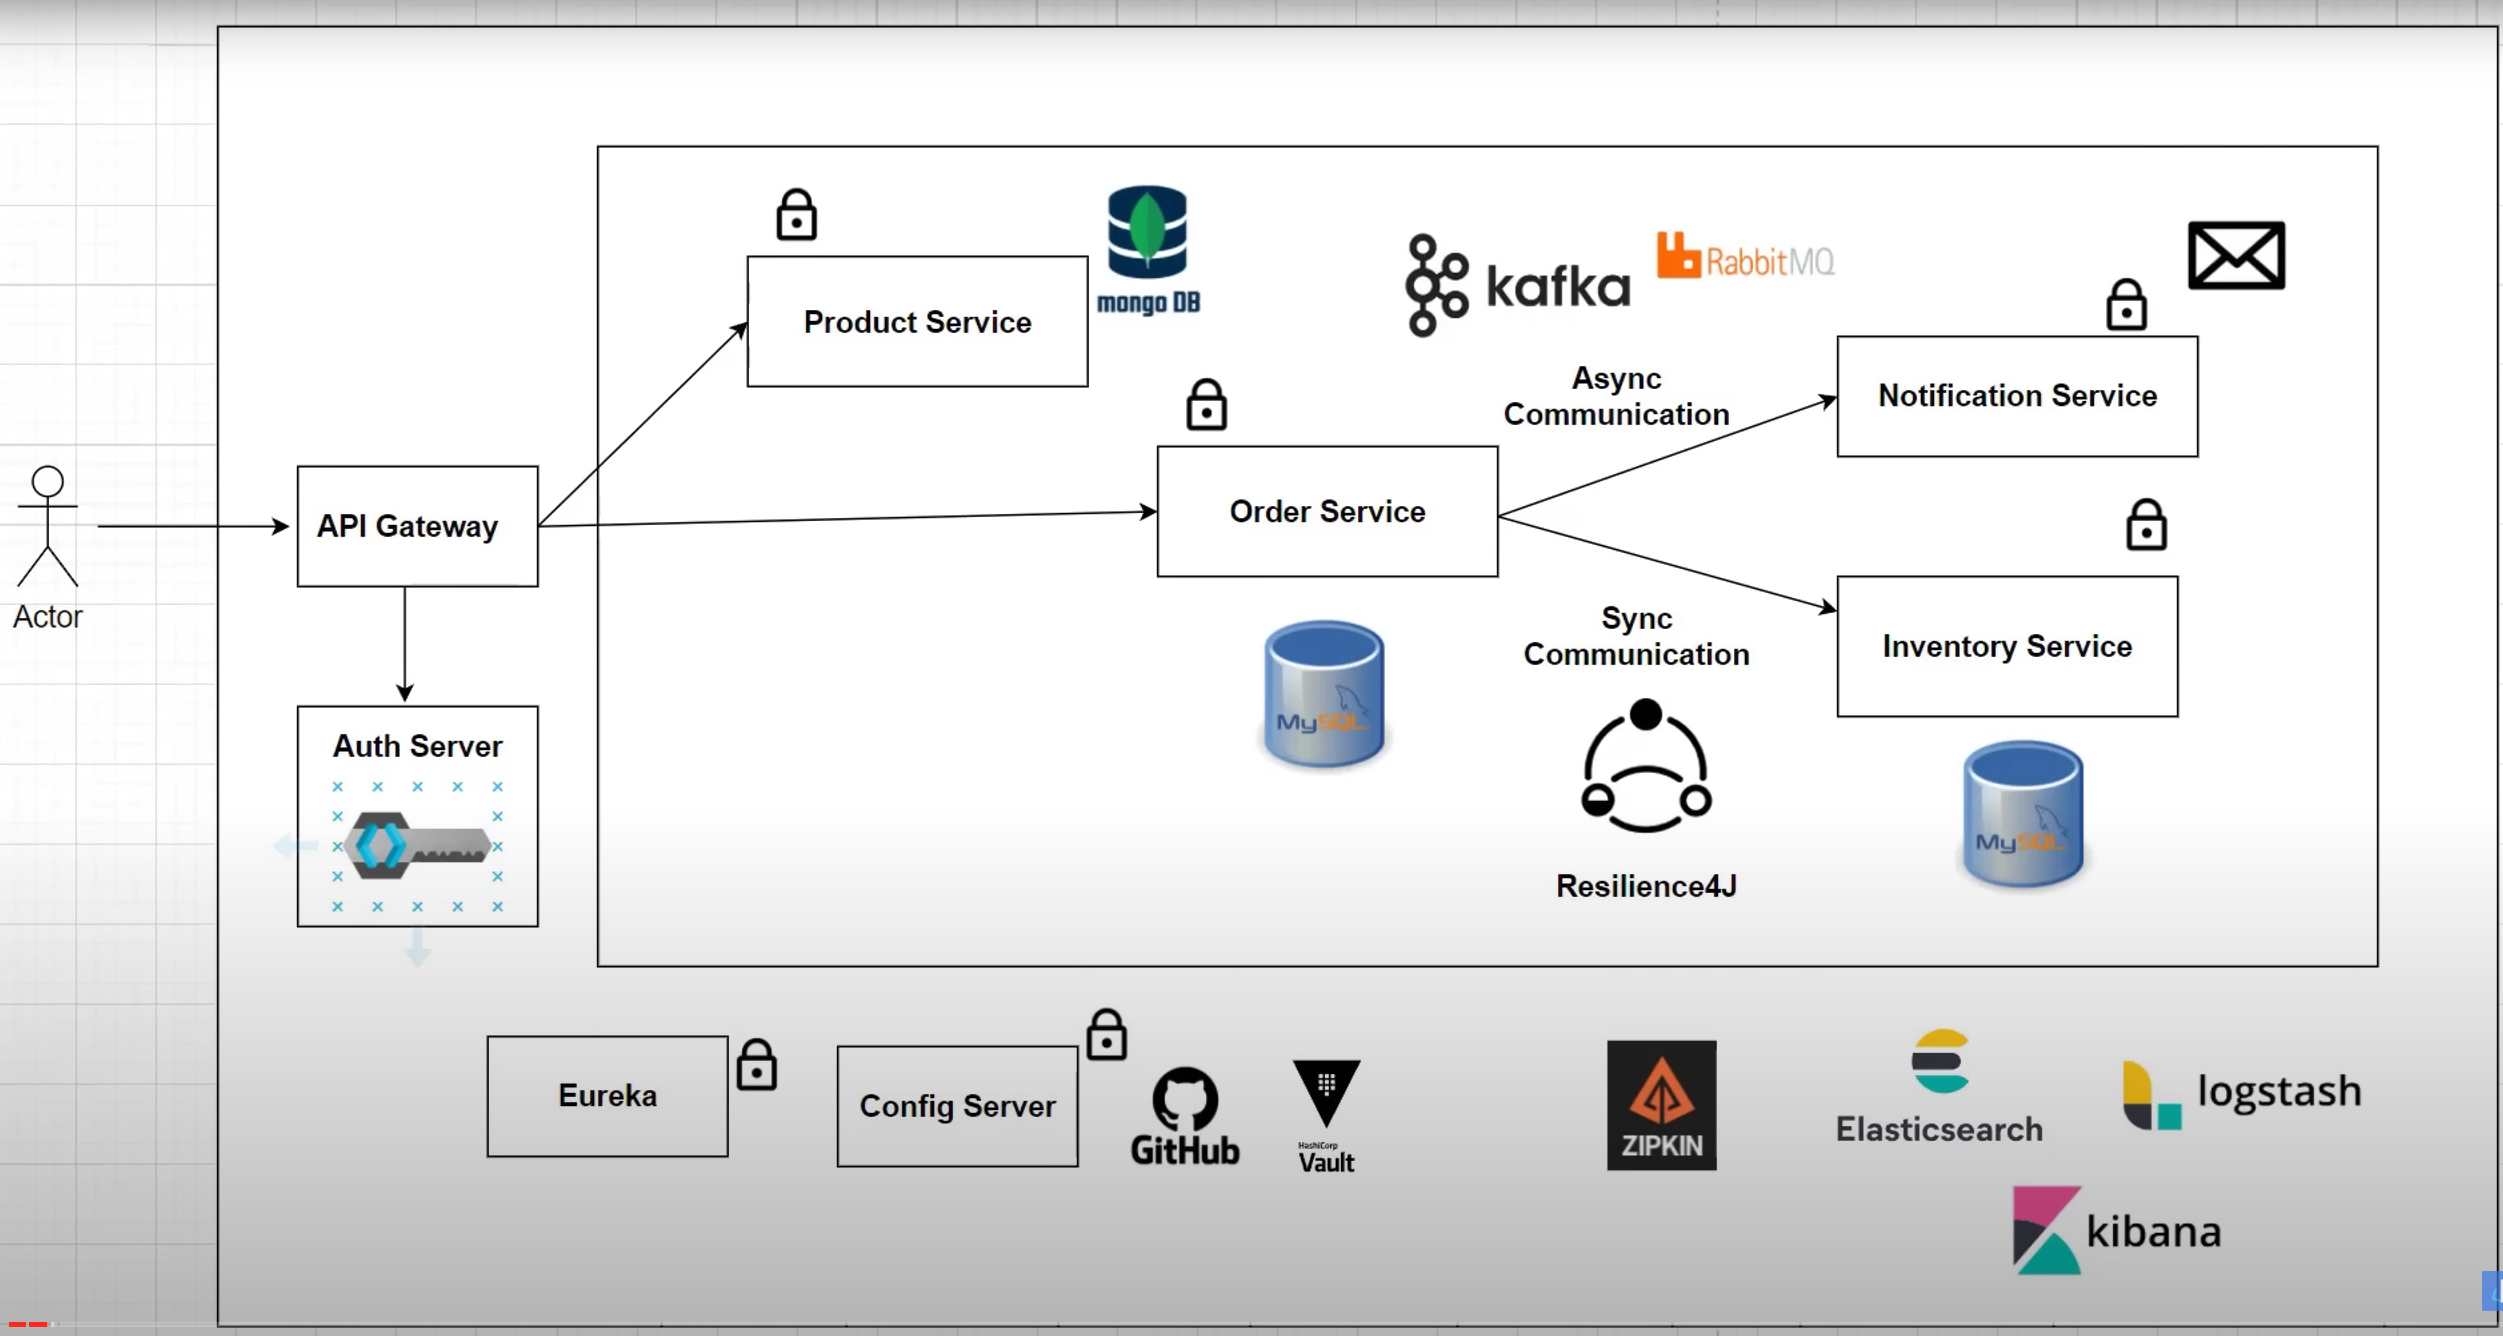 mongo DB
kafka
RabbitMQ
Product Service
Async
Communication
Notification Service
API Gateway
Order Service
Actor
Sync
Communication
Inventory Service
MySQL
Auth Server
MySQL
Resilience4J
Eureka
Config Server
GitHub
HashiCorp
Vault
ZIPKIN
Elasticsearch
logstash
kibana